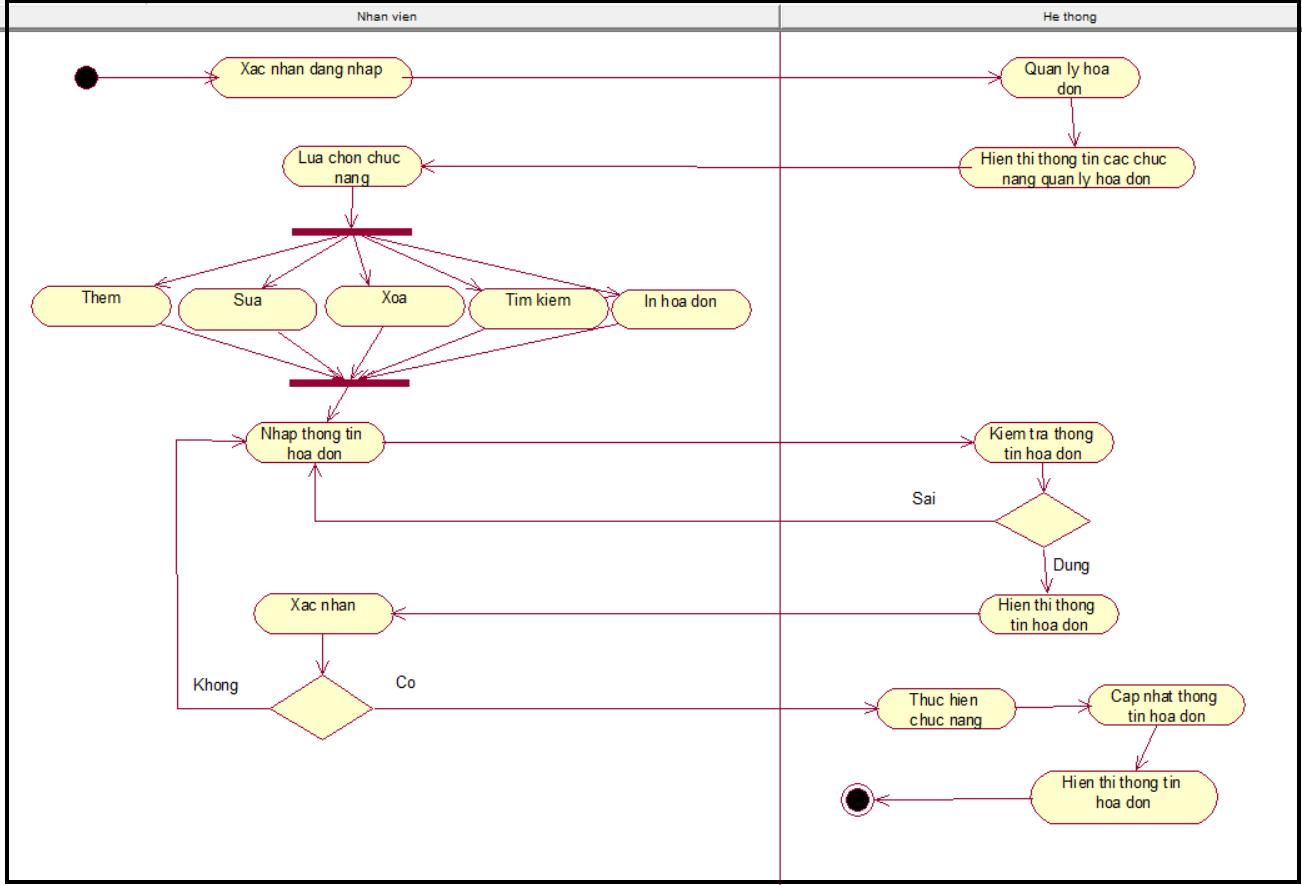 Nhan vien
He thong
Xac nhan dang nhap
Quan ly hoa
don
Lua chon chuc
nang
Hien thi thong tin cac chuc
nang quan ly hoa don
Them
Sua
Xoa
Tim kiem
In hoa don
Nhap thong tin
hoa don
Kiem tra thong
tin hoa don
Sai
Dung
Xac nhan
Hien thi thong
tin hoa don
Khong
Co
Thuc hien
chuc nang
Cap nhat thong
tin hoa don
Hien thi thong tin
hoa don